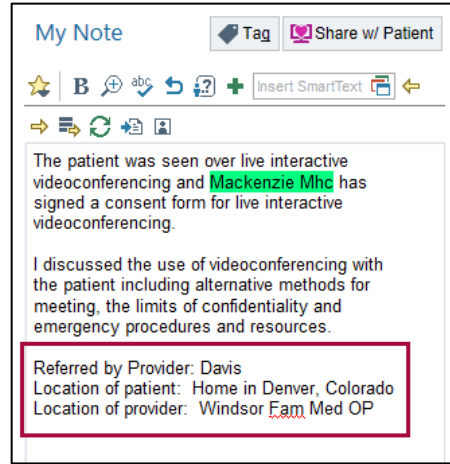 My Note Tag Share w/ Patient
B abc Insert SmartText
The patient was seen over live interactive
videoconferencing and Mackenzie Mhc has
signed a consent form for live interactive
videoconferencing.
I discussed the use of videoconferencing with
the patient including alternative methods for
meeting, the limits of confidentiality and
emergency procedures and resources.
Referred by Provider: Davis
Location of patient: Home in Denver, Colorado
Location of provider: Windsor Fam Med OP